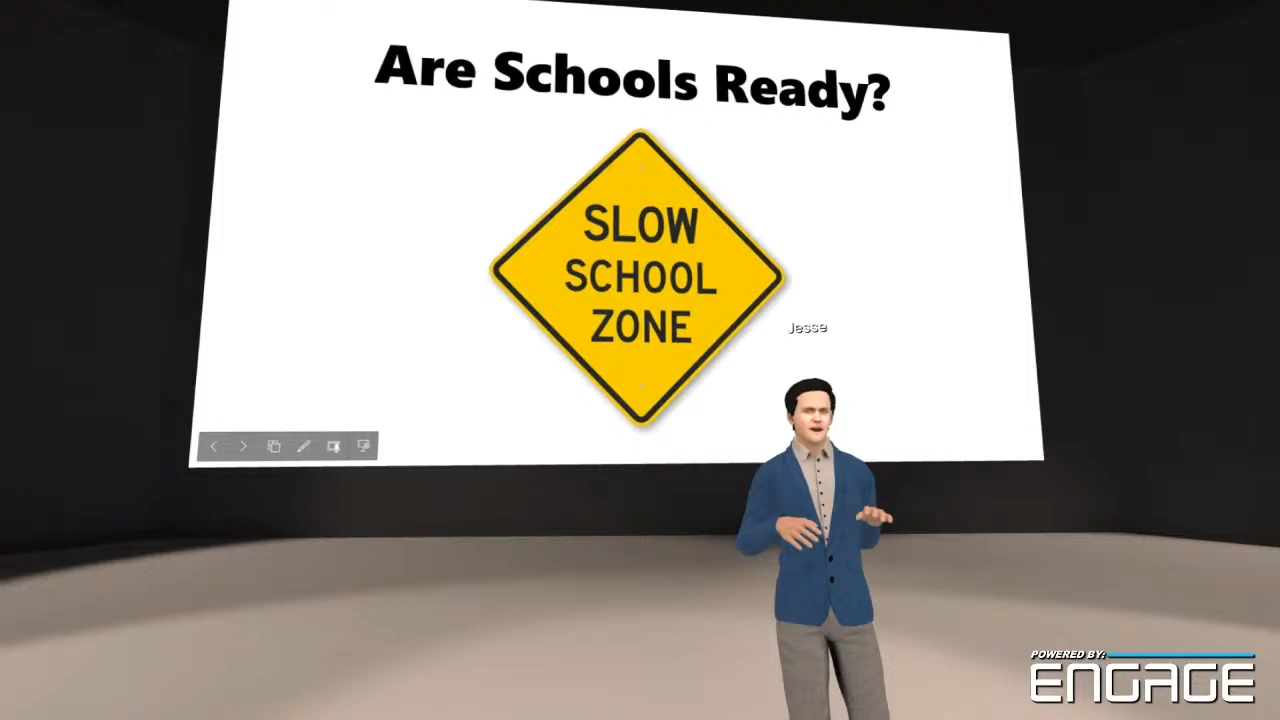 Are Schools Ready?
SLOW
SCHOOL
ZONE
Jesse
POWERED BY:
ENGAGE